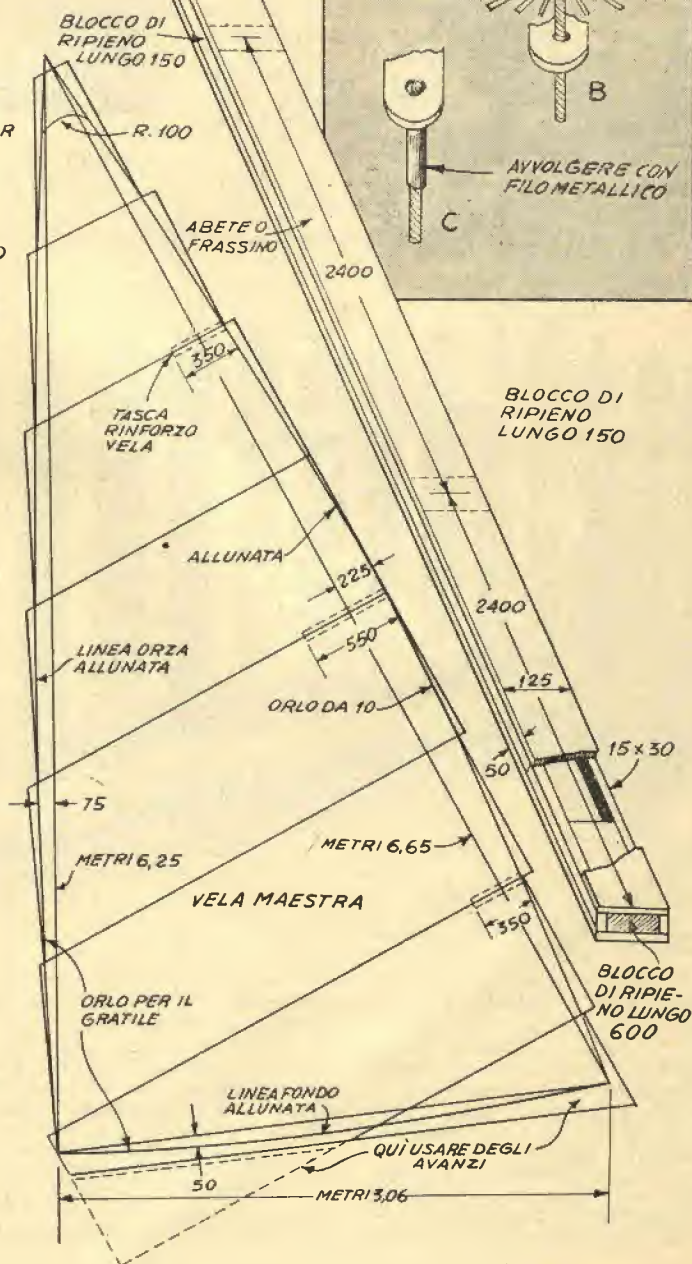 BLOCCO DI
RIPIENO
LUNGO 150
R
R. 100
B
C
AVVOLGERE CON
FILO METALLICO
O
ABETE O
FRASSINO
2400
350
TASCA
RINFORZO
VELA
BLOCCO DI
RIPIENO
LUNGO 150
ALLUNATA
225
550
2400
LINEA ORZA
ALLUNATA
ORLO DA 10
125
50
15 x 30
75
METRI 6,25
METRI 6,65
VELA MAESTRA
350
ORLO PER IL
GRATILE
BLOCCO
DI RIPIE-
NO LUNGO
600
LINEA FONDO
ALLUNATA
QUÌ USARE DEGLI
AVANZI
50
METRI 3,06